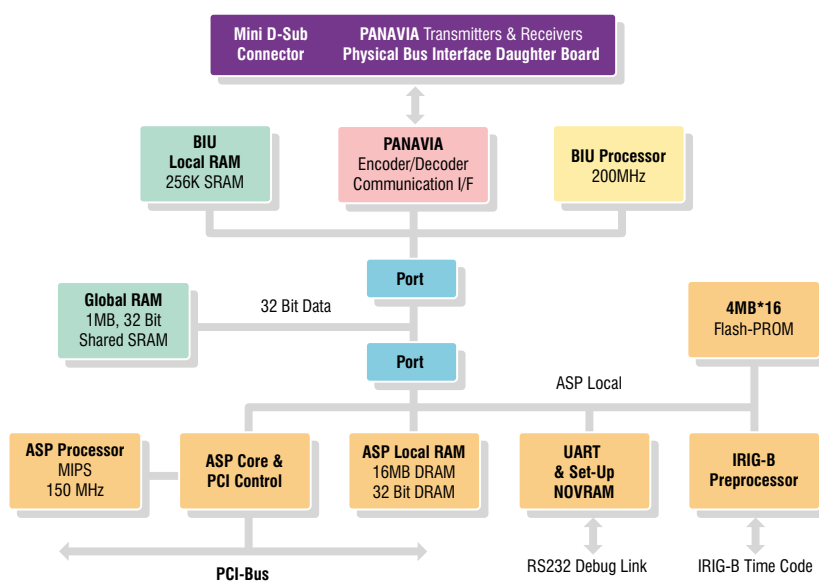 Mini D-Sub
Connector
PANAVIA Transmitters & Receivers
Physical Bus Interface Daughter Board
BIU
Local RAM
256K SRAM
PANAVIA
Encoder/Decoder
Communication I/F
BIU Processor
200MHz
Port
Global RAM
1MB, 32 Bit
Shared SRAM
32 Bit Data
4MB*16
Flash-PROM
Port
ASP Local
ASP Processor
MIPS
150 MHz
ASP Core &
PCI Control
ASP Local RAM
16MB DRAM
32 Bit DRAM
UART
& Set-Up
NOVRAM
IRIG-B
Preprocessor
PCI-Bus
RS232 Debug Link
IRIG-B Time Code